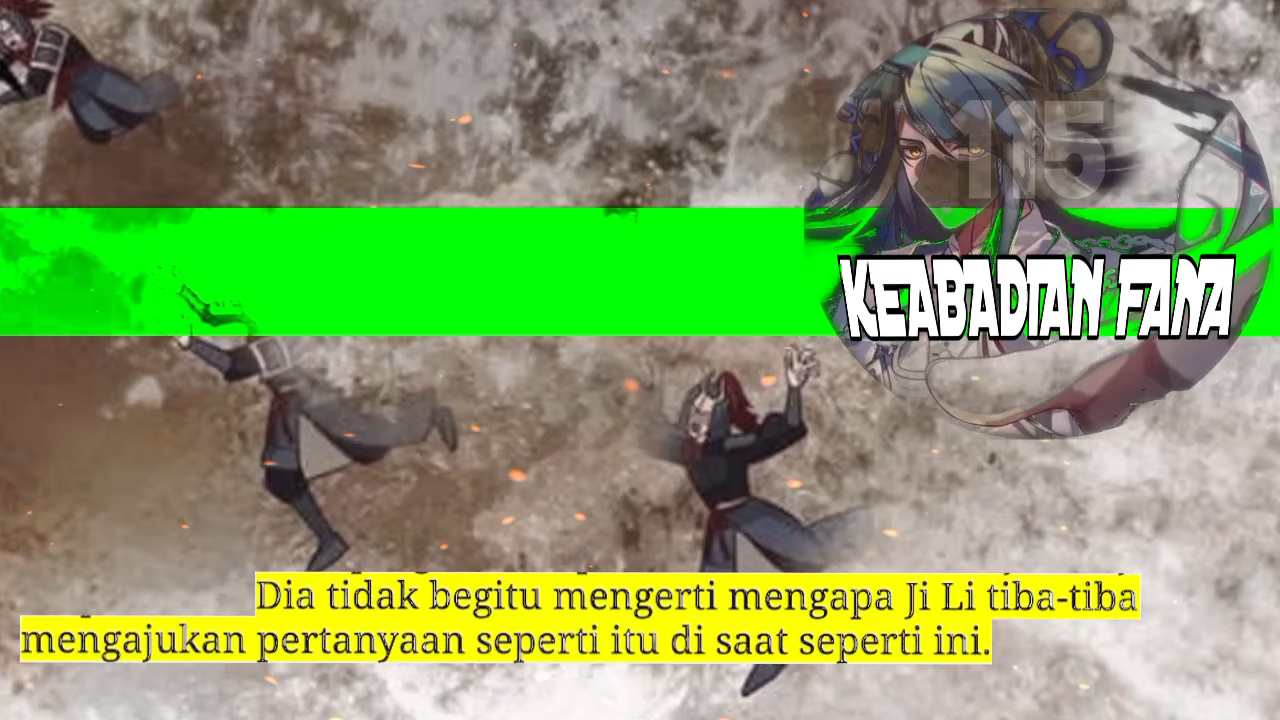 115
KEABADIAN FANA
Dia tidak begitu mengerti mengapa Ji Li tiba-tiba
mengajukan pertanyaan seperti itu di saat seperti ini.